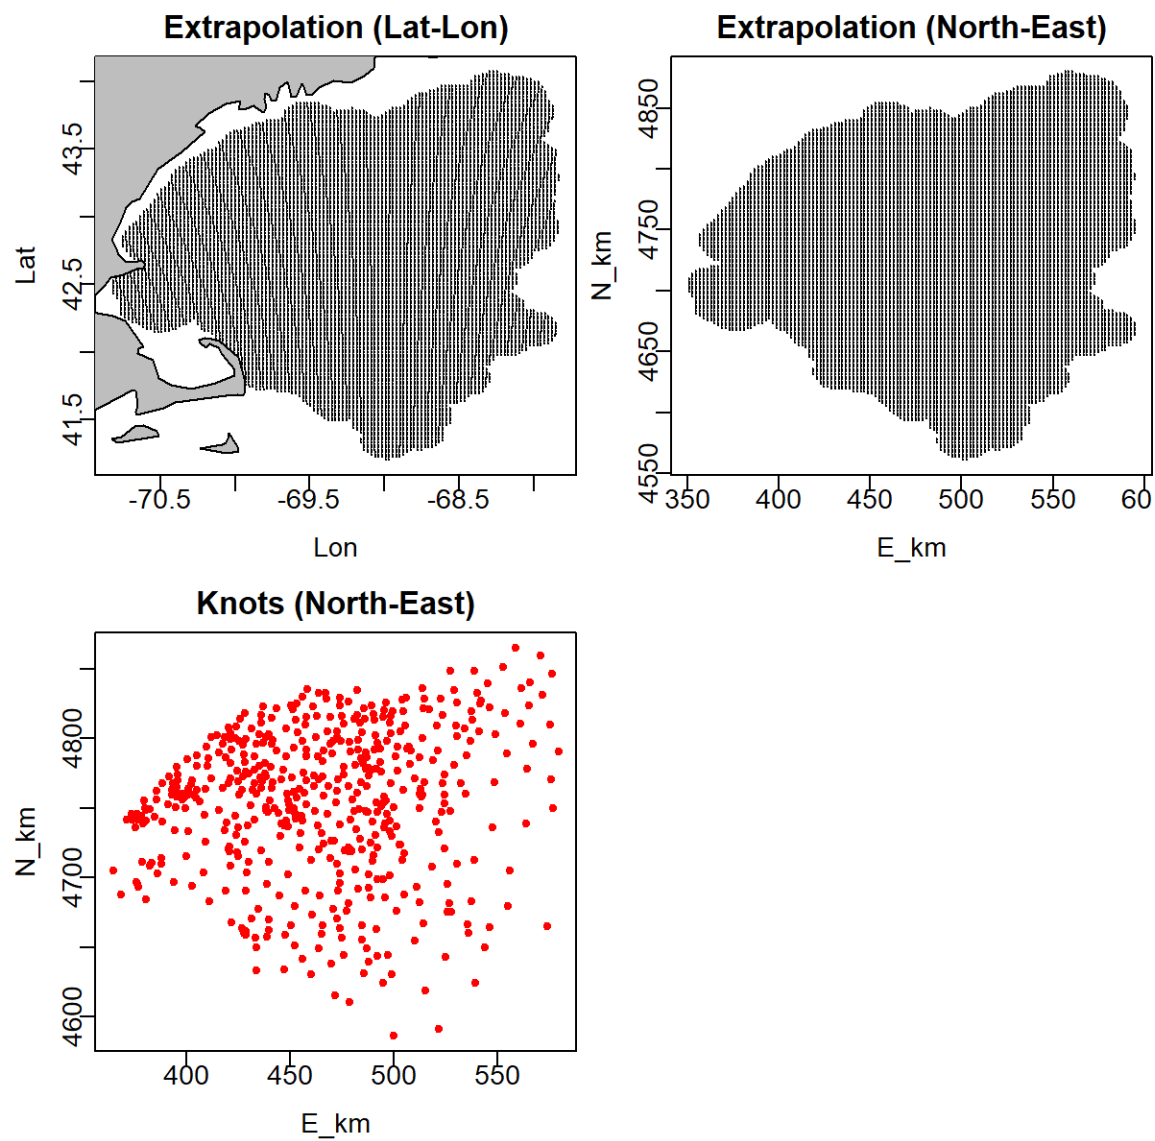 Extrapolation (Lat-Lon)
Lat
43.5
42.5
41.5
-70.5 -69.5 -68.5
Lon
Extrapolation (North-East)
N_km
4850
4750
4650
4550
350 400 450 500 550 60
E_km
Knots (North-East)
N_km
4800
4700
4600
400 450 500 550
E_km